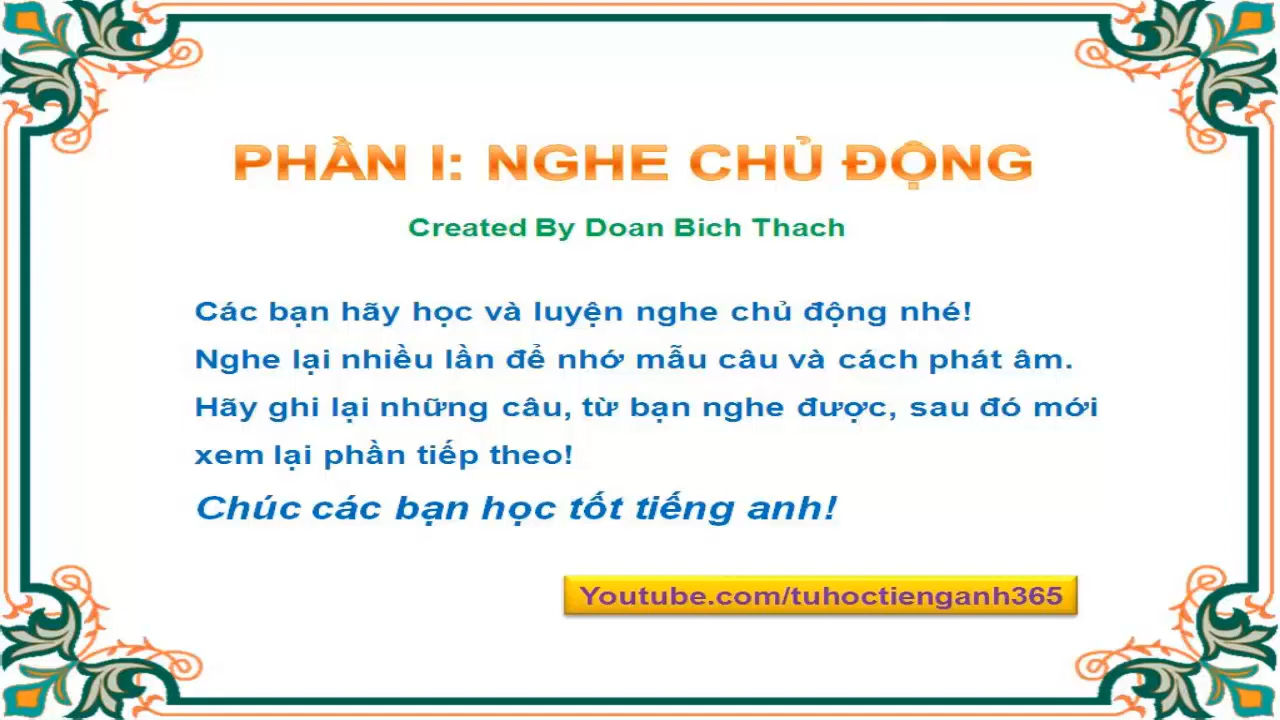 PHẦN I: NGHE CHỦ ĐỘNG
Created By Doan Bich Thach
Các bạn hãy học và luyện nghe chủ động nhé!
Nghe lại nhiều lần để nhớ mẫu câu và cách phát âm.
Hãy ghi lại những câu, từ bạn nghe được, sau đó mới
xem lại phần tiếp theo!
Chúc các bạn học tốt tiếng anh!
Youtube.com/tuhoctienganh365